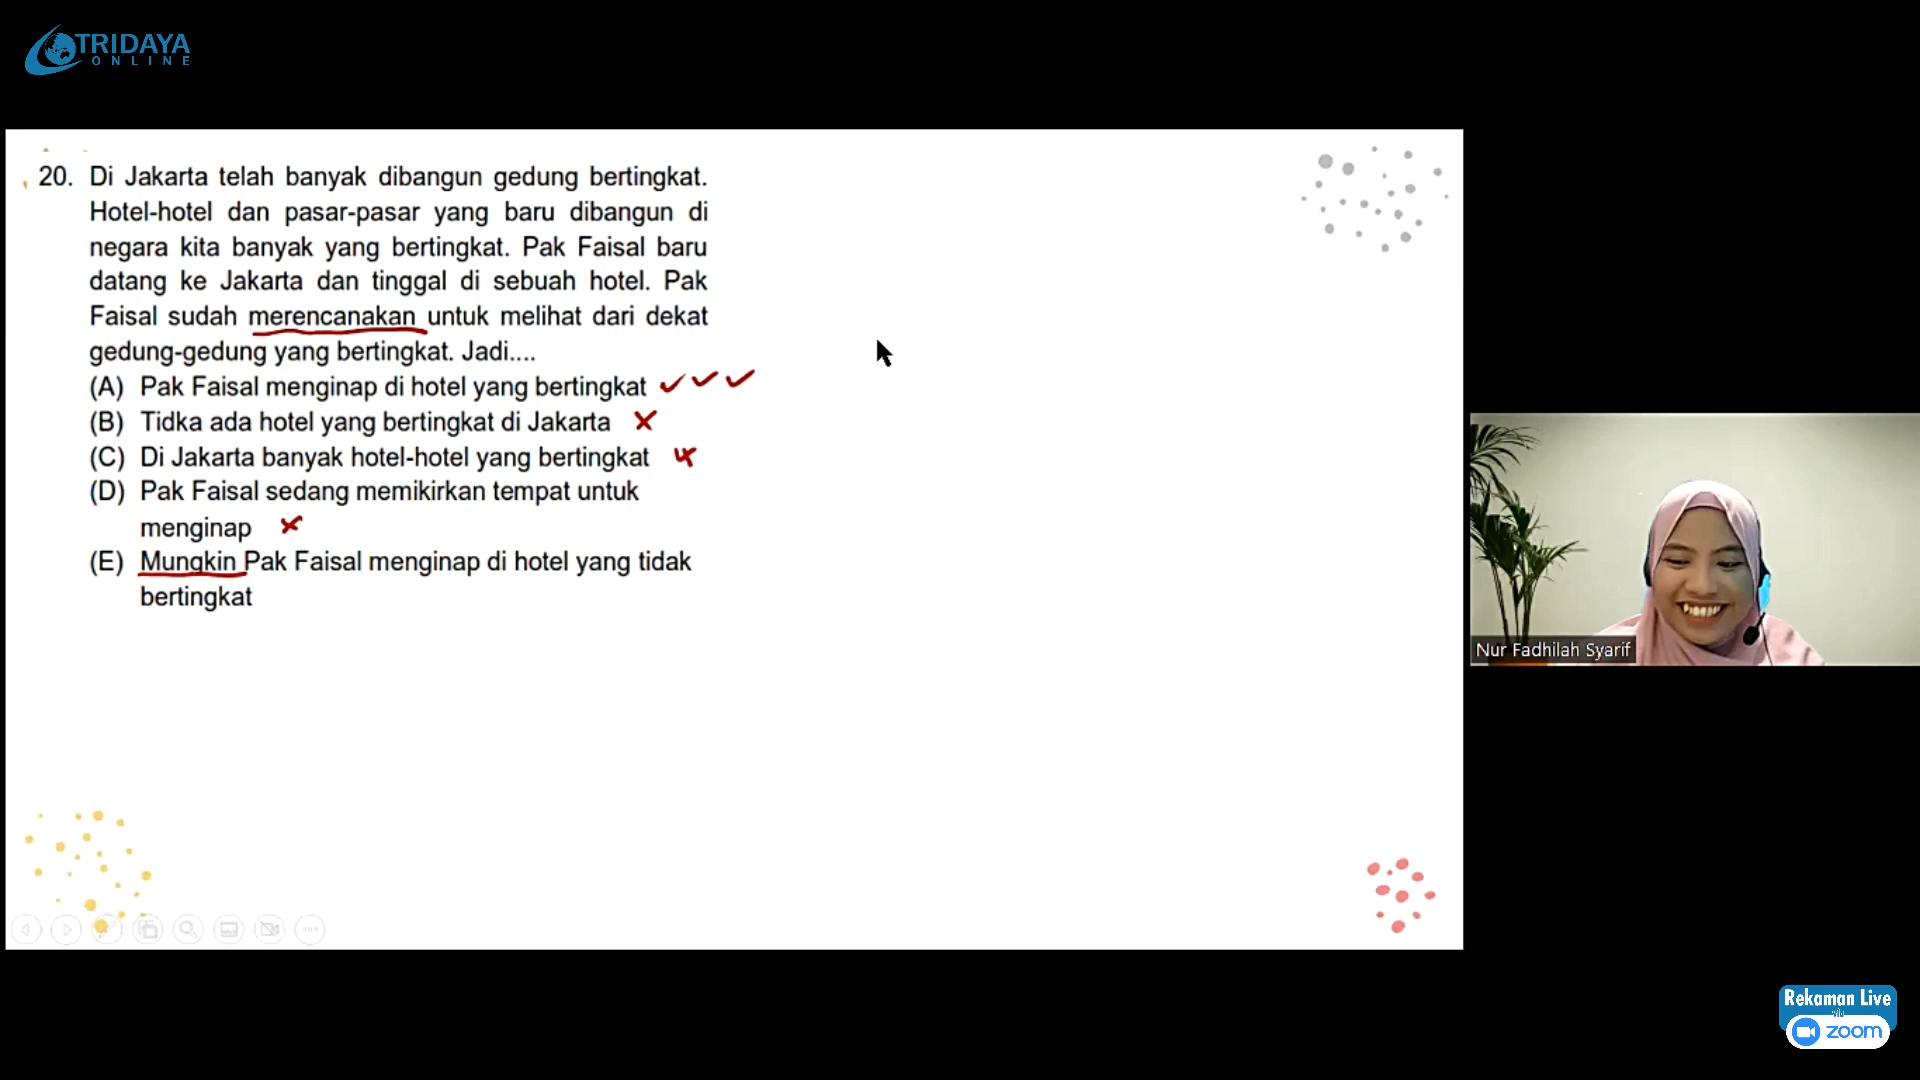 TRIDAYA
ONLINE
20. Di Jakarta telah banyak dibangun gedung bertingkat.
Hotel-hotel dan pasar-pasar yang baru dibangun di
negara kita banyak yang bertingkat. Pak Faisal baru
datang ke Jakarta dan tinggal di sebuah hotel. Pak
Faisal sudah merencanakan untuk melihat dari dekat
gedung-gedung yang bertingkat. Jadi....
(A) Pak Faisal menginap di hotel yang bertingkat
(B) Tidka ada hotel yang bertingkat di Jakarta
(C) Di Jakarta banyak hotel-hotel yang bertingkat
(D) Pak Faisal sedang memikirkan tempat untuk
menginap
(E) Mungkin Pak Faisal menginap di hotel yang tidak
bertingkat
Nur Fadhilah Syarif
Rekaman Live
via
zoom